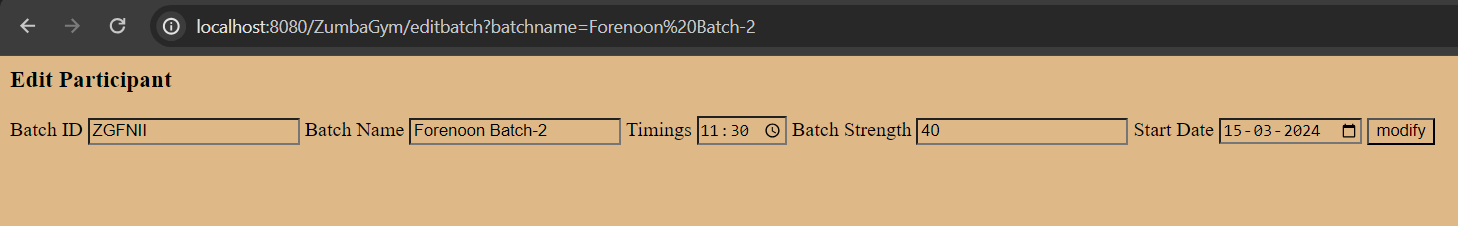 localhost:8080/ZumbaGym/editbatch?batchname=Forenoon%20Batch-2
Edit Participant
Batch ID ZGFNII Batch Name Forenoon Batch-2 Timings 11:30 Batch Strength 40 Start Date 15-03-2024 modify